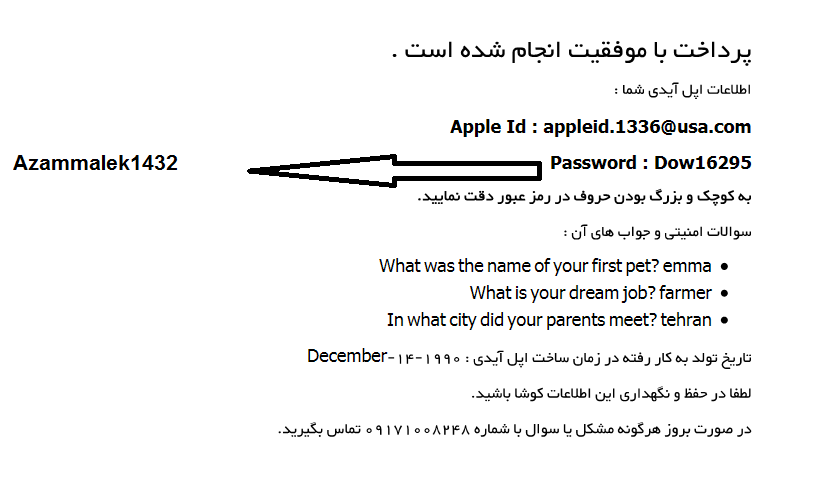 پرداخت با موفقیت انجام شده است .
اطلاعات اپل آیدی شما :
Apple Id : appleid.1336@usa.com
Password : Dow16295
Azammalek1432
به کوچک و بزرگ بودن حروف در رمز عبور دقت نمایید.
سوالات امنیتی و جواب های آن :
What was the name of your first pet? emma
What is your dream job? farmer
In what city did your parents meet? tehran
تاریخ تولد به کار رفته در زمان ساخت اپل آیدی : December-۱۴-۱۹۹۰
لطفا در حفظ و نگهداری این اطلاعات کوشا باشید.
در صورت بروز هرگونه مشکل یا سوال با شماره ۰۹۱۷۱۰۰۸۲۴۸ تماس بگیرید.